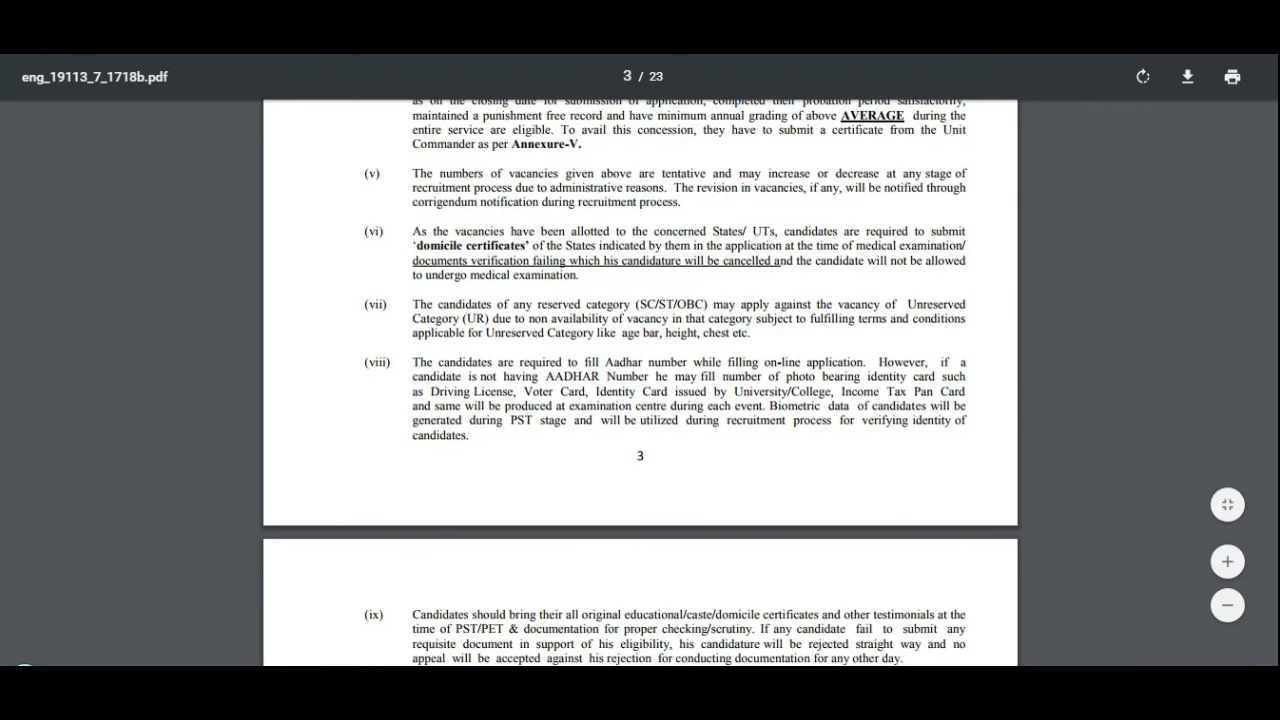 eng_19113_7_1718b.pdf
3 / 23
as on the closing date for submission of application, completed their probation period satisfactorily,
maintained a punishment free record and have minimum annual grading of above AVERAGE during the
entire service are eligible. To avail this concession, they have to submit a certificate from the Unit
Commander as per Annexure-V.
(v) The numbers of vacancies given above are tentative and may increase or decrease at any stage of
recruitment process due to administrative reasons. The revision in vacancies, if any, will be notified through
corrigendum notification during recruitment process.
(vi) As the vacancies have been allotted to the concerned States/ UTs, candidates are required to submit
‘domicile certificates’ of the States indicated by them in the application at the time of medical examination/
documents verification failing which his candidature will be cancelled and the candidate will not be allowed
to undergo medical examination.
(vii) The candidates of any reserved category (SC/ST/OBC) may apply against the vacancy of Unreserved
Category (UR) due to non availability of vacancy in that category subject to fulfilling terms and conditions
applicable for Unreserved Category like age bar, height, chest etc.
(viii) The candidates are required to fill Aadhar number while filling on-line application. However, if a
candidate is not having AADHAR Number he may fill number of photo bearing identity card such
as Driving License, Voter Card, Identity Card issued by University/College, Income Tax Pan Card
and same will be produced at examination centre during each event. Biometric data of candidates will be
generated during PST stage and will be utilized during recruitment process for verifying identity of
candidates.
3
(ix) Candidates should bring their all original educational/caste/domicile certificates and other testimonials at the
time of PST/PET & documentation for proper checking/scrutiny. If any candidate fail to submit any
requisite document in support of his eligibility, his candidature will be rejected straight way and no
appeal will be accepted against his rejection for conducting documentation for any other day.